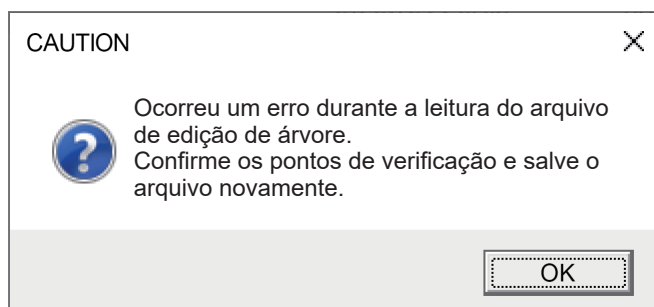 CAUTION
Ocorreu um erro durante a leitura do arquivo
de edição de árvore.
Confirme os pontos de verificação e salve o
arquivo novamente.
OK